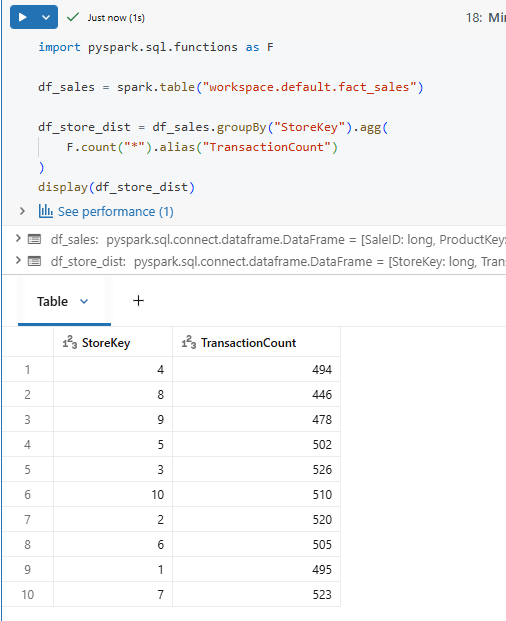 Just now (1s)
18: Mi
import pyspark.sql.functions as F
df_sales = spark.table("workspace.default.fact_sales")
df_store_dist = df_sales.groupBy("StoreKey").agg(
F.count("*").alias("TransactionCount")
)
display(df_store_dist)
See performance (1)
df_sales: pyspark.sql.connect.dataframe.DataFrame = [SaleID: long, ProductKey:
df_store_dist: pyspark.sql.connect.dataframe.DataFrame = [StoreKey: long, Tran
Table +
123 StoreKey 123 TransactionCount
1 4 494
2 8 446
3 9 478
4 5 502
5 3 526
6 10 510
7 2 520
8 6 505
9 1 495
10 7 523